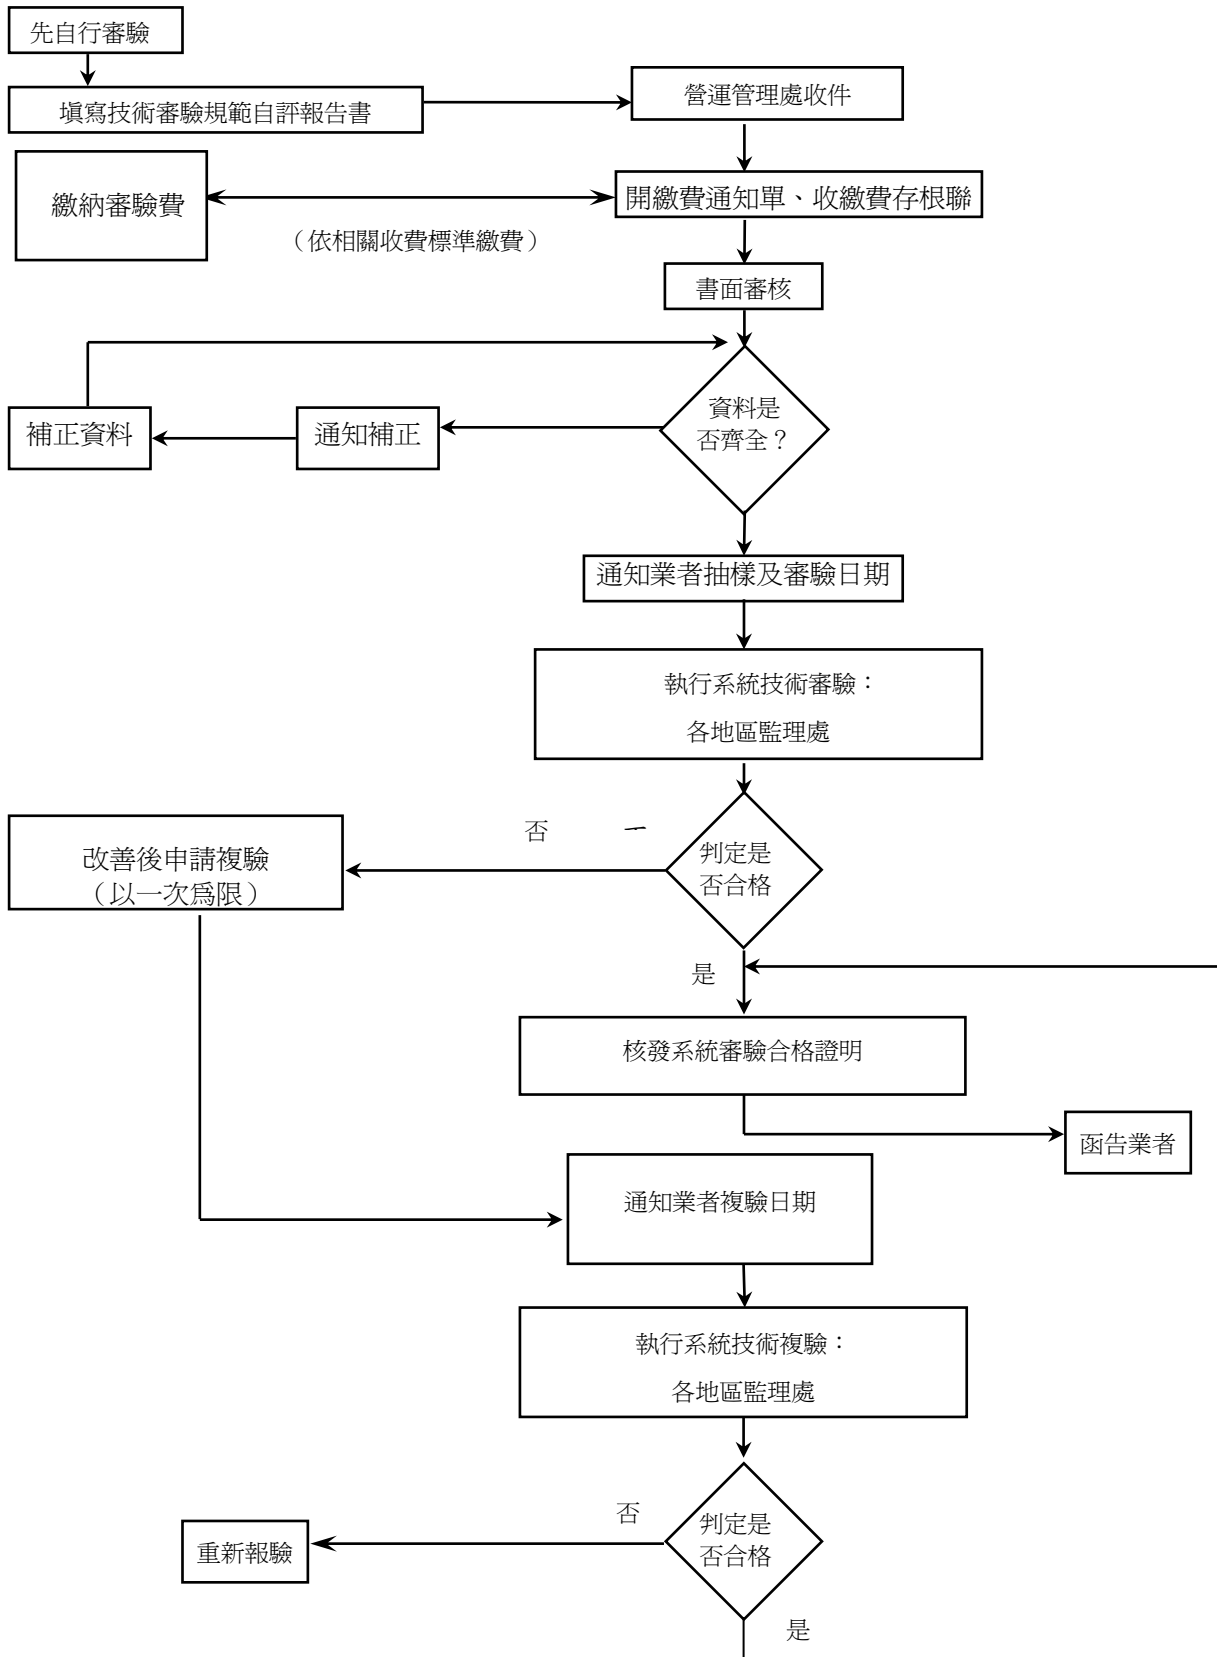 先自行審驗
填寫技術審驗規範自評報告書
營運管理處收件
繳納審驗費
開繳費通知單、收繳費存根聯
（依相關收費標準繳費）
書面審核
資料是
否齊全？
補正資料
通知補正
通知業者抽樣及審驗日期
執行系統技術審驗：
各地區監理處
否
判定是
否合格
改善後申請複驗
（以一次為限）
是
核發系統審驗合格證明
函告業者
通知業者複驗日期
執行系統技術複驗：
各地區監理處
否
判定是
否合格
重新報驗
是